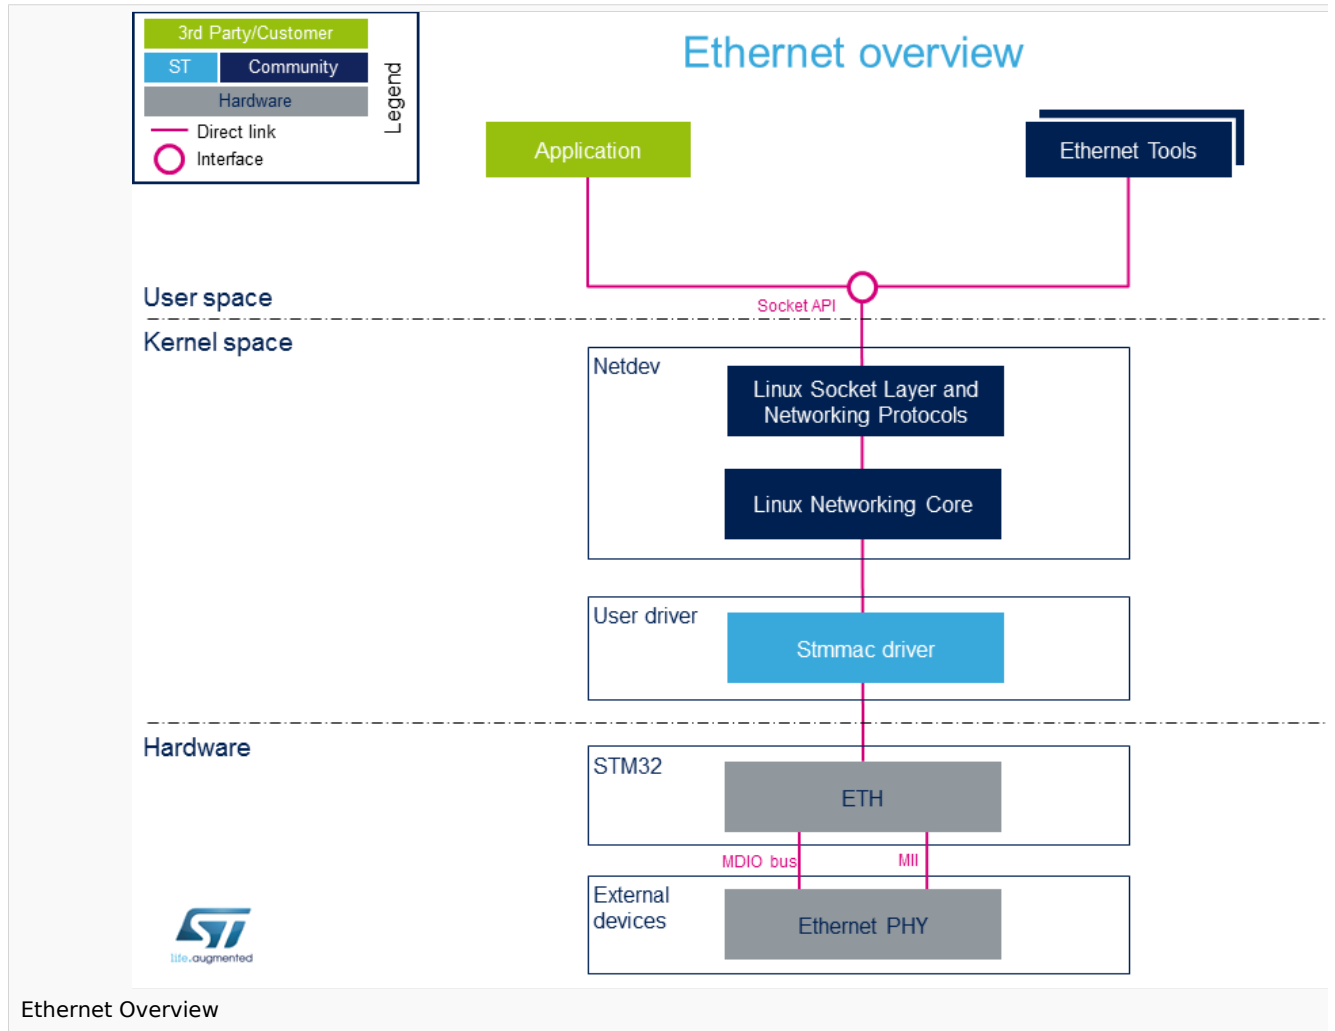 3rd Party/Customer
ST
Community
Hardware
Direct link
Interface
Legend
Ethernet overview
Application
Ethernet Tools
User space
Socket API
Kernel space
Netdev
Linux Socket Layer and
Networking Protocols
Linux Networking Core
User driver
Stmmac driver
Hardware
STM32
ETH
MDIO bus
MII
External
devices
Ethernet PHY
ST
life.augmented
Ethernet Overview